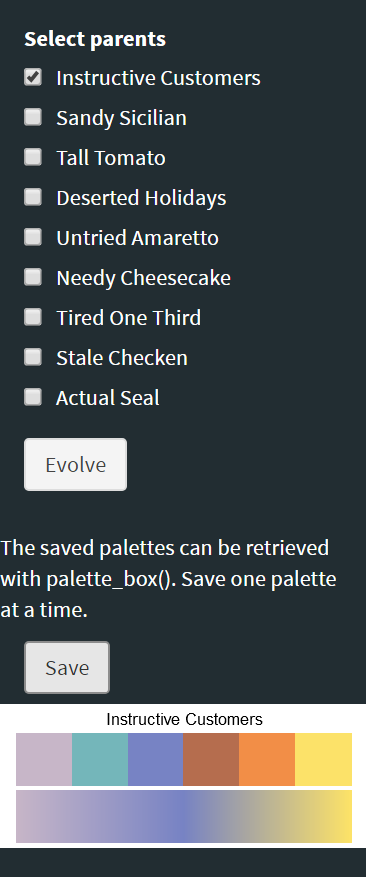 Select parents
Instructive Customers
Sandy Sicilian
Tall Tomato
Deserted Holidays
Untried Amaretto
Needy Cheesecake
Tired One Third
Stale Checken
Actual Seal
Evolve
The saved palettes can be retrieved
with palette_box(). Save one palette
at a time.
Save
Instructive Customers